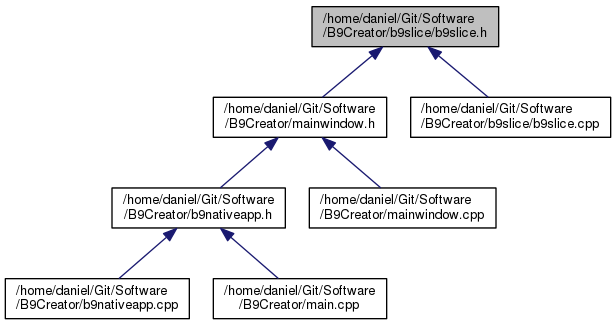 /home/daniel/Git/Software
/B9Creator/b9slice/b9slice.h
/home/daniel/Git/Software
/B9Creator/mainwindow.h
/home/daniel/Git/Software
/B9Creator/b9slice/b9slice.cpp
/home/daniel/Git/Software
/B9Creator/b9nativeapp.h
/home/daniel/Git/Software
/B9Creator/mainwindow.cpp
/home/daniel/Git/Software
/B9Creator/b9nativeapp.cpp
/home/daniel/Git/Software
/B9Creator/main.cpp